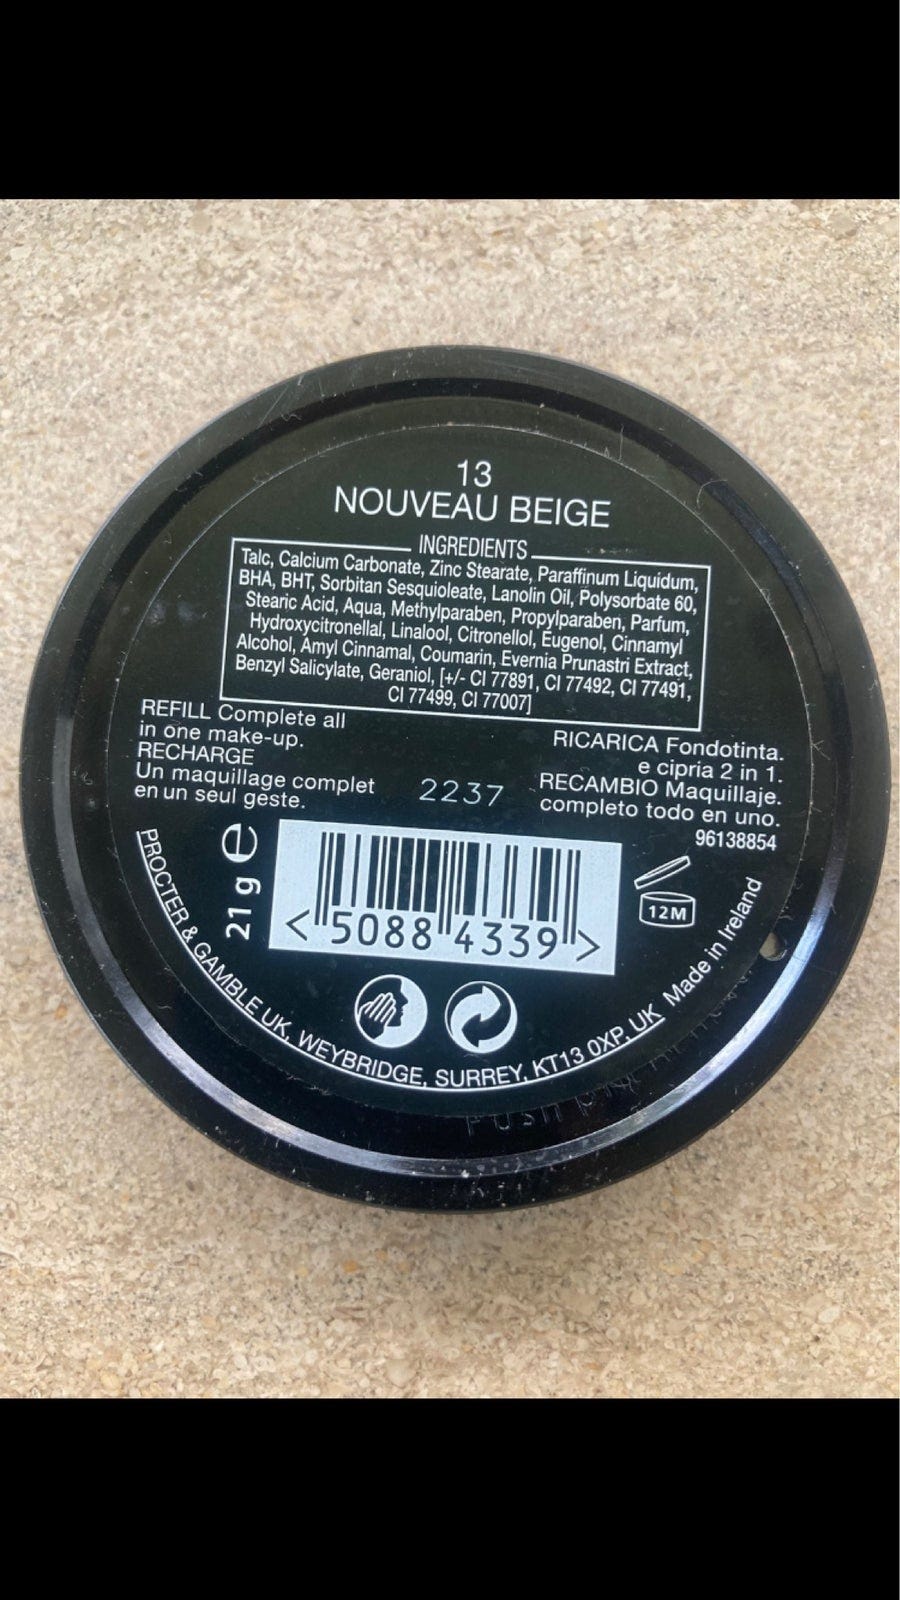 13
NOUVEAU BEIGE
INGREDIENTS
Talc, Calcium Carbonate, Zinc Stearate, Paraffinum Liquidum,
BHA, BHT, Sorbitan Sesquioleate, Lanolin Oil, Polysorbate 60,
Stearic Acid, Aqua, Methylparaben, Propylparaben, Parfum,
Hydroxycitronellal, Linalool, Citronellol, Eugenol, Cinnamyl
Alcohol, Amyl Cinnamal, Coumarin, Evernia Prunastri Extract,
Benzyl Salicylate, Geraniol, [+/- CI 77891, CI 77492, CI 77491,
CI 77499, CI 77007]
REFILL Complete all
in one make-up.
RECHARGE
Un maquillage complet
en un seul geste.
RICARICA Fondotinta.
e cipria 2 in 1.
RECAMBIO Maquillaje.
completo todo en uno.
2237
96138854
21g e
<5088 4339>
12M
PROCTER & GAMBLE UK, WEYBRIDGE, SURREY, KT13 0XP, UK Made in Ireland
Push